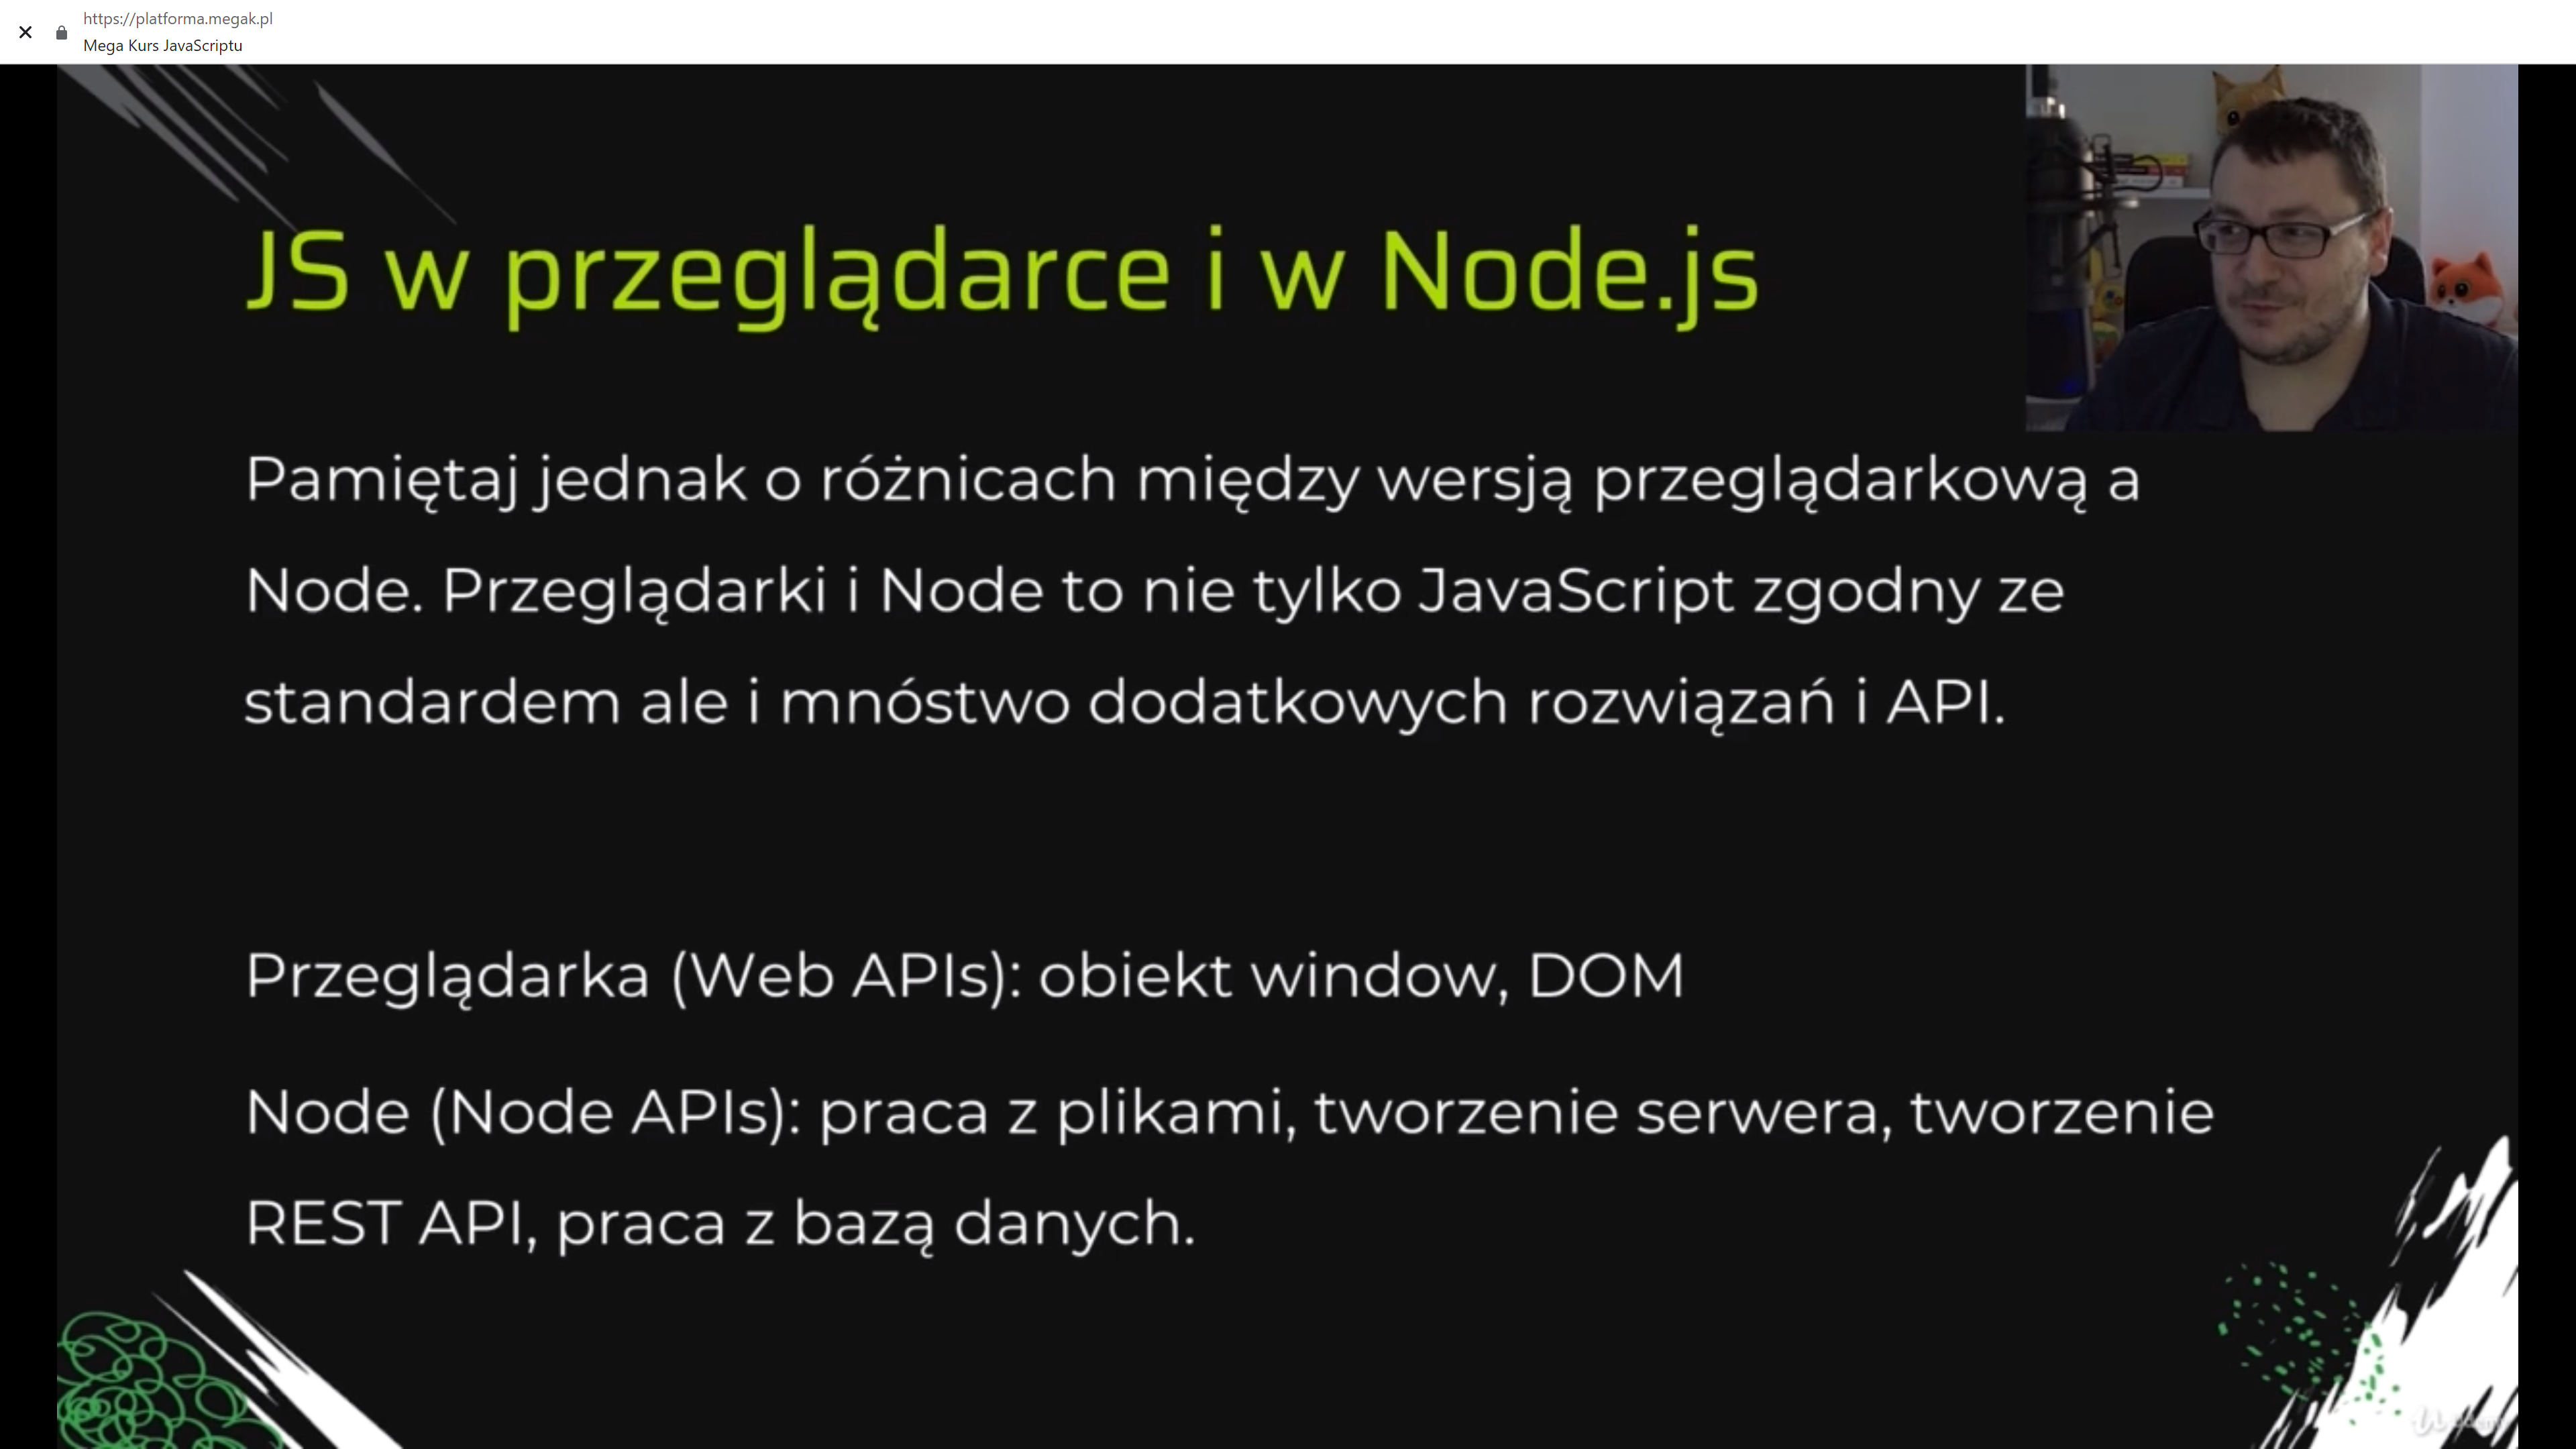 https://platforma.megak.pl
Mega Kurs JavaScriptu
JS w przeglądarce i w Node.js
Pamiętaj jednak o różnicach między wersją przeglądarkową a
Node. Przeglądarki i Node to nie tylko JavaScript zgodny ze
standardem ale i mnóstwo dodatkowych rozwiązań i API.
Przeglądarka (Web APIs): obiekt window, DOM
Node (Node APIs): praca z plikami, tworzenie serwera, tworzenie
REST API, praca z bazą danych.